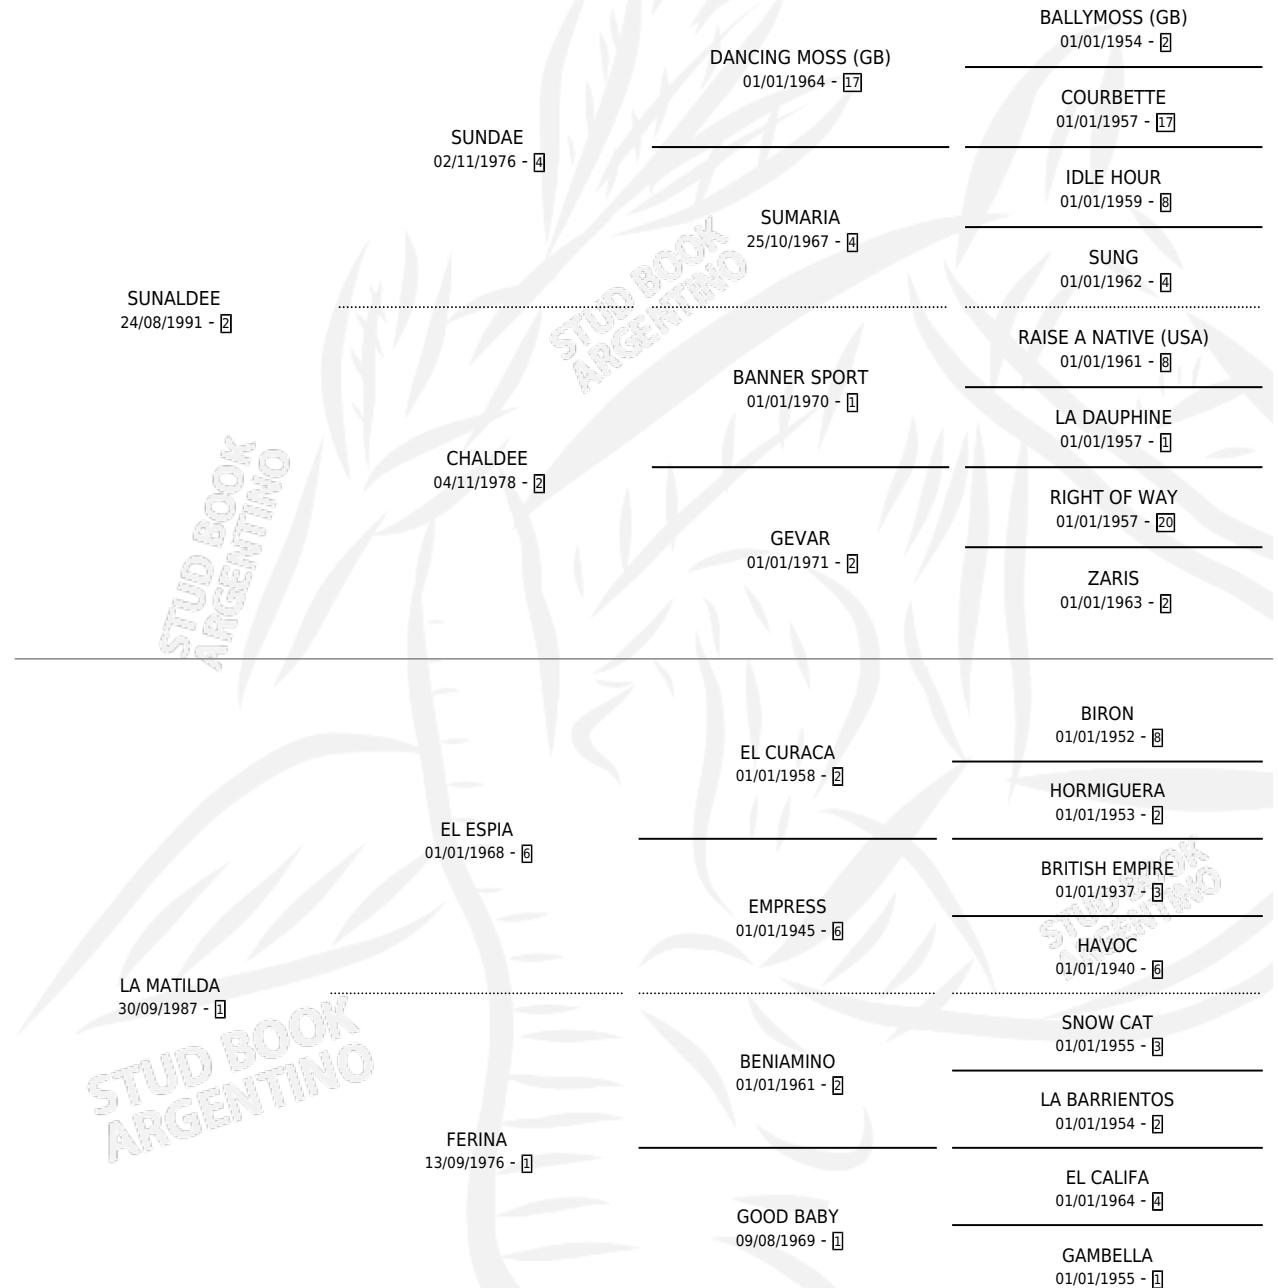 BALLYMOSS (GB)
01/01/1954 - 2
DANCING MOSS (GB)
01/01/1964 - 17
COURBETTE
01/01/1957 - 17
SUNDAE
02/11/1976 - 4
IDLE HOUR
01/01/1959 - 8
SUMARIA
25/10/1967 - 4
SUNG
01/01/1962 - 4
SUNALDEE
24/08/1991 - 2
RAISE A NATIVE (USA)
01/01/1961 - 8
BANNER SPORT
01/01/1970 - 1
LA DAUPHINE
01/01/1957 - 1
CHALDEE
04/11/1978 - 2
RIGHT OF WAY
01/01/1957 - 20
GEVAR
01/01/1971 - 2
ZARIS
01/01/1963 - 2
BIRON
01/01/1952 - 8
EL CURACA
01/01/1958 - 2
HORMIGUERA
01/01/1953 - 2
EL ESPIA
01/01/1968 - 6
BRITISH EMPIRE
01/01/1937 - 3
EMPRESS
01/01/1945 - 6
HAVOC
01/01/1940 - 6
LA MATILDA
30/09/1987 - 1
SNOW CAT
01/01/1955 - 3
BENIAMINO
01/01/1961 - 2
LA BARRIENTOS
01/01/1954 - 2
FERINA
13/09/1976 - 1
EL CALIFA
01/01/1964 - 4
GOOD BABY
09/08/1969 - 1
GAMBELLA
01/01/1955 - 1
STUD BOOK
ARGENTINO
STUD BOOK
ARGENTINO
STUD BOOK
ARGENTINO
STUD BOOK
ARGENTINO